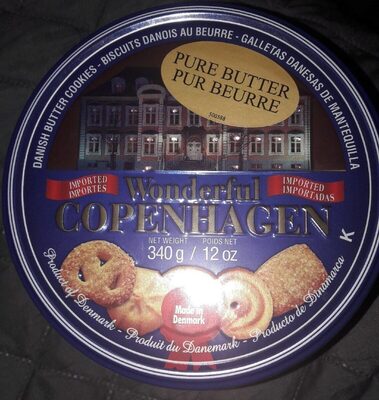 DANISH BUTTER COOKIES - BISCUITS DANOIS AU BEURRE - GALLETAS DANESAS DE MANTEQUILLA
PURE BUTTER
PUR BEURRE
IMPORTED
IMPORTÉS
IMPORTED
IMPORTADAS
Wonderful
COPENHAGEN
NET WEIGHT POIDS NET
340 g / 12 oz
K
Made in
Denmark
Product of Denmark - Produit du Danemark - Producto de Dinamarca